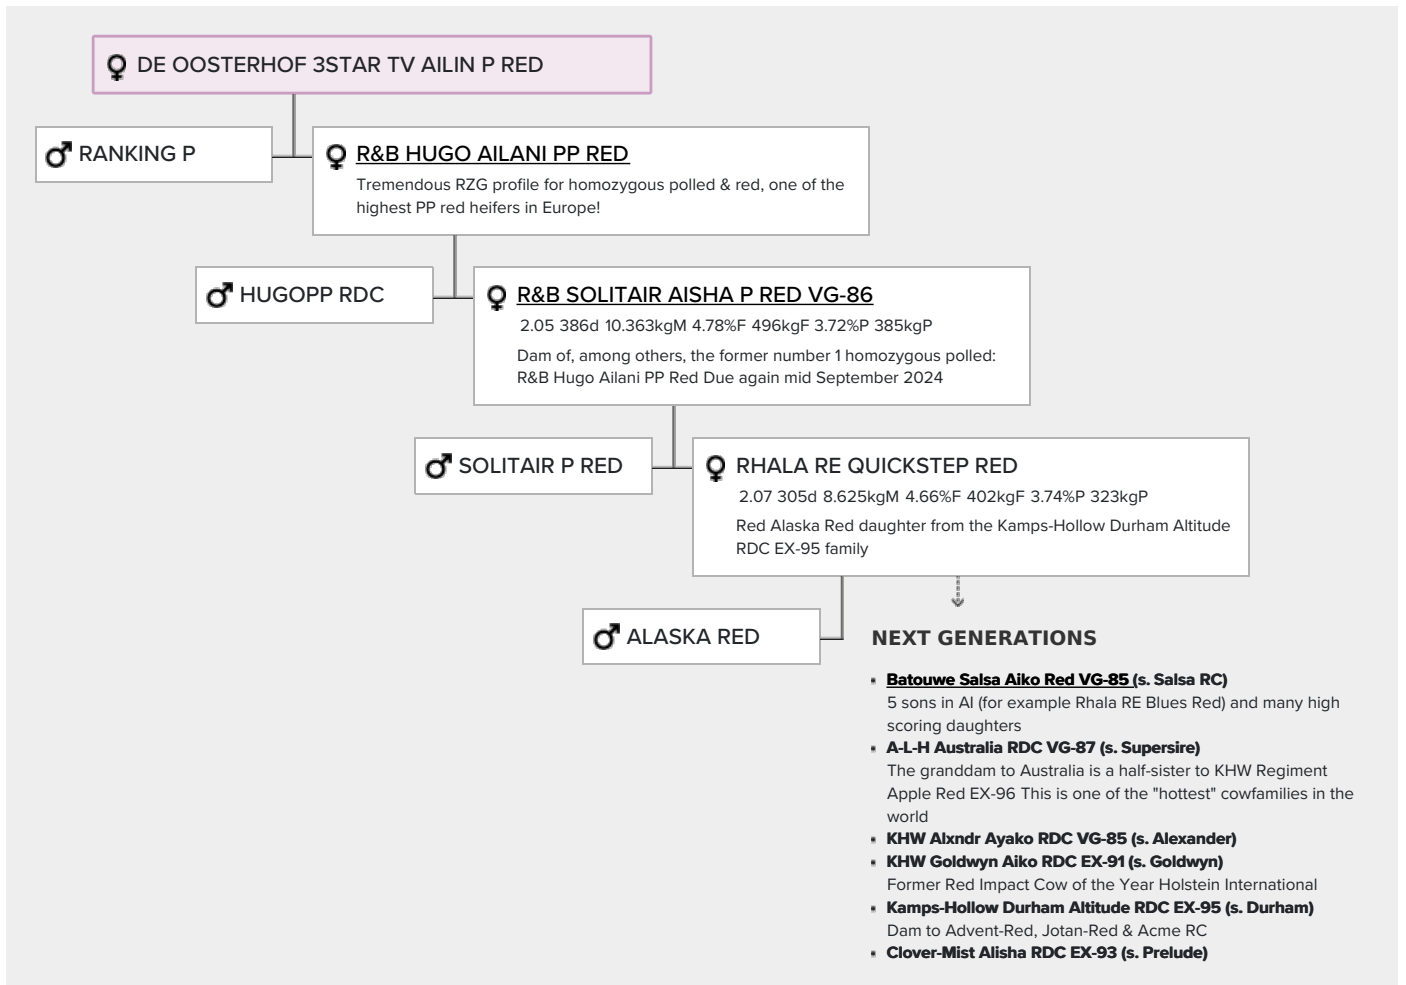 DE OOSTERHOF 3STAR TV AILIN P RED
RANKING P
R&B HUGO AILANI PP RED
Tremendous RZG profile for homozygous polled & red, one of the
highest PP red heifers in Europe!
HUGOPP RDC
R&B SOLITAIR AISHA P RED VG-86
2.05 386d 10.363kgM 4.78%F 496kgF 3.72%P 385kgP
Dam of, among others, the former number 1 homozygous polled:
R&B Hugo Ailani PP Red Due again mid September 2024
SOLITAIR P RED
RHALA RE QUICKSTEP RED
2.07 305d 8.625kgM 4.66%F 402kgF 3.74%P 323kgP
Red Alaska Red daughter from the Kamps-Hollow Durham Altitude
RDC EX-95 family
ALASKA RED
NEXT GENERATIONS
Batouwe Salsa Aiko Red VG-85 (s. Salsa RC)
5 sons in AI (for example Rhala RE Blues Red) and many high
scoring daughters
A-L-H Australia RDC VG-87 (s. Supersire)
The granddam to Australia is a half-sister to KHW Regiment
Apple Red EX-96 This is one of the "hottest" cowfamilies in the
world
KHW Alxndr Ayako RDC VG-85 (s. Alexander)
KHW Goldwyn Aiko RDC EX-91 (s. Goldwyn)
Former Red Impact Cow of the Year Holstein International
Kamps-Hollow Durham Altitude RDC EX-95 (s. Durham)
Dam to Advent-Red, Jotan-Red & Acme RC
Clover-Mist Alisha RDC EX-93 (s. Prelude)